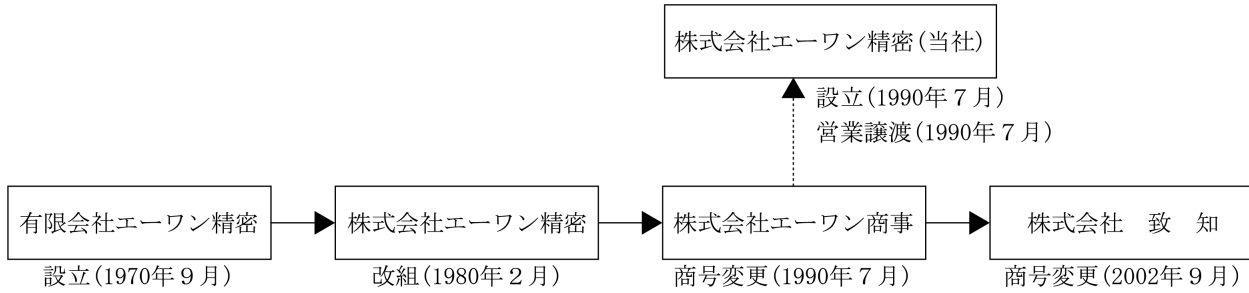 株式会社エーワン精密(当社)
設立(1990年７月)
営業譲渡(1990年７月)
有限会社エーワン精密
株式会社エーワン精密
株式会社エーワン商事
株式会社　致　知
設立(1970年９月)
改組(1980年２月)
商号変更(1990年７月)
商号変更(2002年９月)